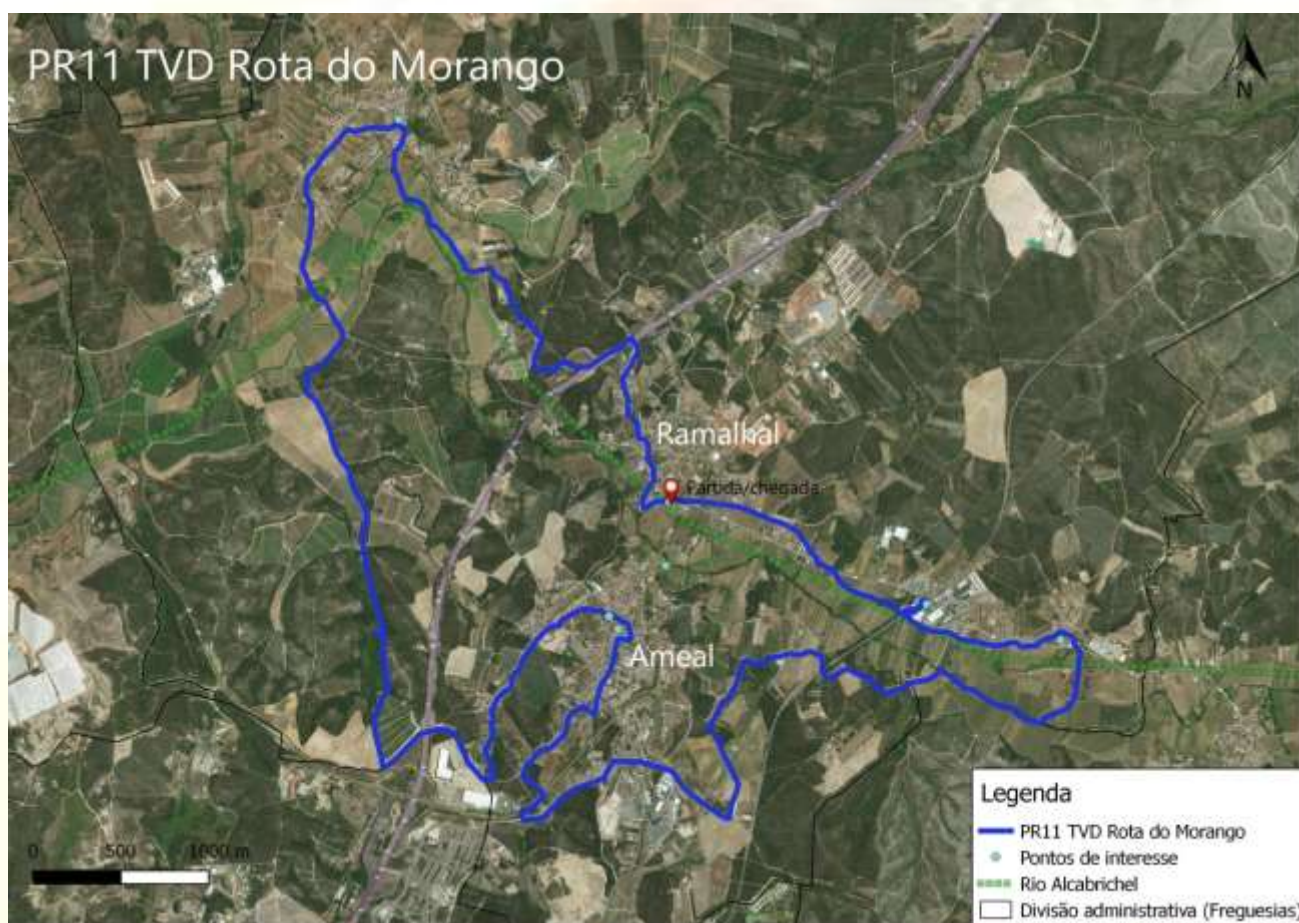 PR11 TVD Rota do Morango
N
Ramalhal
Partida/chegada
Ameal
0 500 1000 m
Legenda
PR11 TVD Rota do Morango
Pontos de interesse
Rio Alcabrichel
Divisão administrativa (Freguesias)